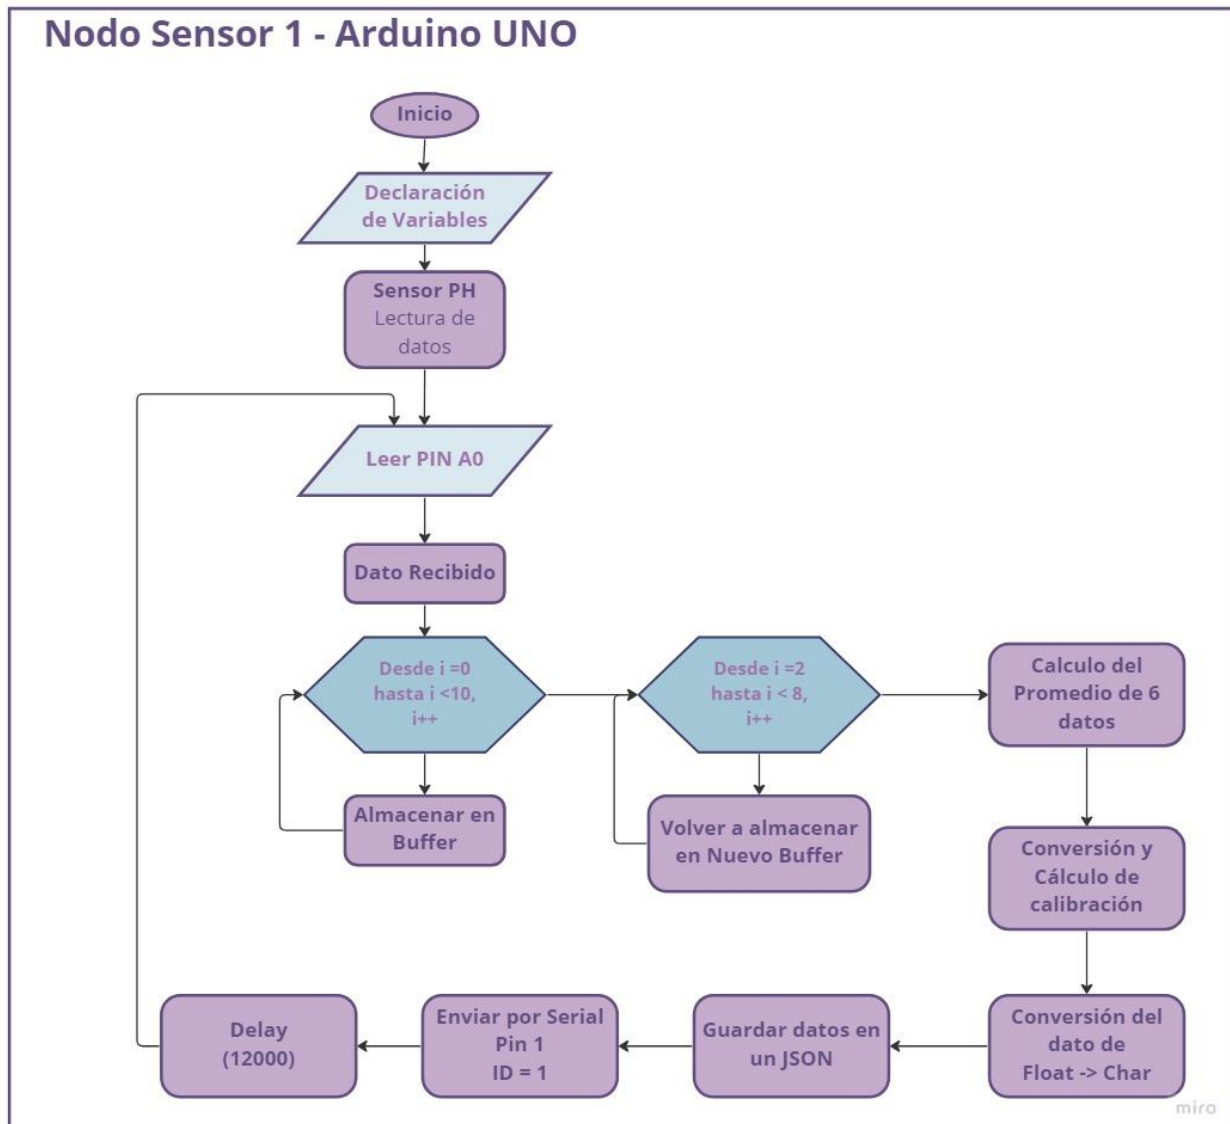 Nodo Sensor 1 - Arduino UNO
Inicio
Declaración
de Variables
Sensor PH
Lectura de
datos
Leer PIN A0
Dato Recibido
Desde i =0
hasta i <10,
i++
Almacenar en
Buffer
Desde i =2
hasta i < 8,
i++
Volver a almacenar
en Nuevo Buffer
Calculo del
Promedio de 6
datos
Conversión y
Cálculo de
calibración
Conversión del
dato de
Float -> Char
Guardar datos en
un JSON
Enviar por Serial
Pin 1
ID = 1
Delay
(12000)
miro